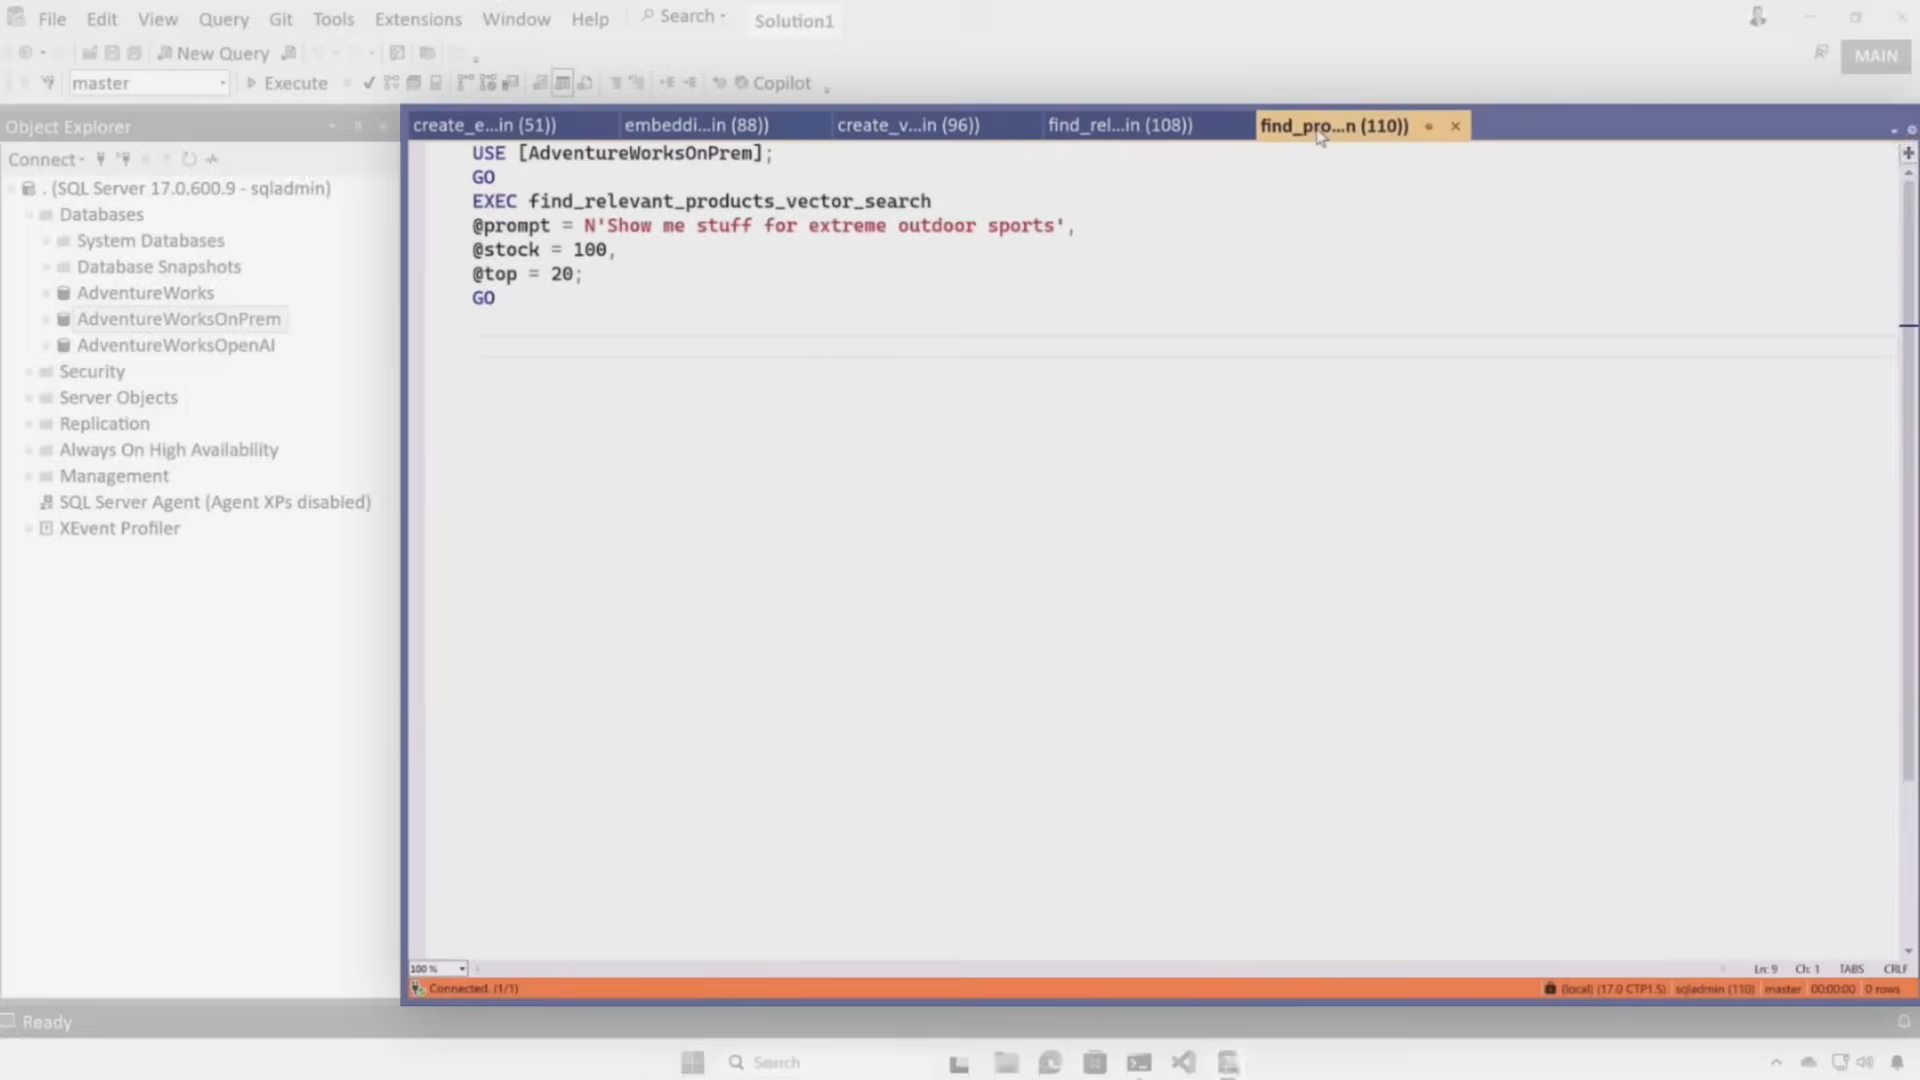 File Edit View Query Git Tools Extensions Window Help Search Solution1
New Query MAIN
master Execute Copilot
Object Explorer
Connect
. (SQL Server 17.0.600.9 - sqladmin)
Databases
System Databases
Database Snapshots
AdventureWorks
AdventureWorksOnPrem
AdventureWorksOpenAI
Security
Server Objects
Replication
Always On High Availability
Management
SQL Server Agent (Agent XPs disabled)
XEvent Profiler
create_e...in (51)) embeddi...in (88)) create_v...in (96)) find_rel...in (108)) find_pro...n (110))
USE [AdventureWorksOnPrem];
GO
EXEC find_relevant_products_vector_search
@prompt = N'Show me stuff for extreme outdoor sports',
@stock = 100,
@top = 20;
GO
100 % Ln: 9 Ch: 1 TABS CRLF
Connected. (1/1) (local) (17.0 CTP1.5) sqladmin (110) master 00:00:00 0 rows
Ready
Search